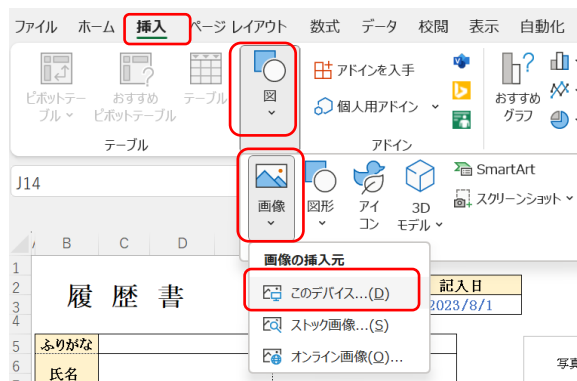 ファイル ホーム 挿入 ページ レイアウト 数式 データ 校閲 表示 自動化
ピボットテーブル おすすめピボットテーブル テーブル 図 アドインを入手 個人用アドイン おすすめグラフ
テーブル アドイン
画像 図形 アイコン 3Dモデル SmartArt スクリーンショット
J14
画像の挿入元
このデバイス...(D)
ストック画像...(S)
オンライン画像(O)...
B C D
1
2
3
4
5
6
履歴書
記入日
2023/8/1
ふりがな
氏名